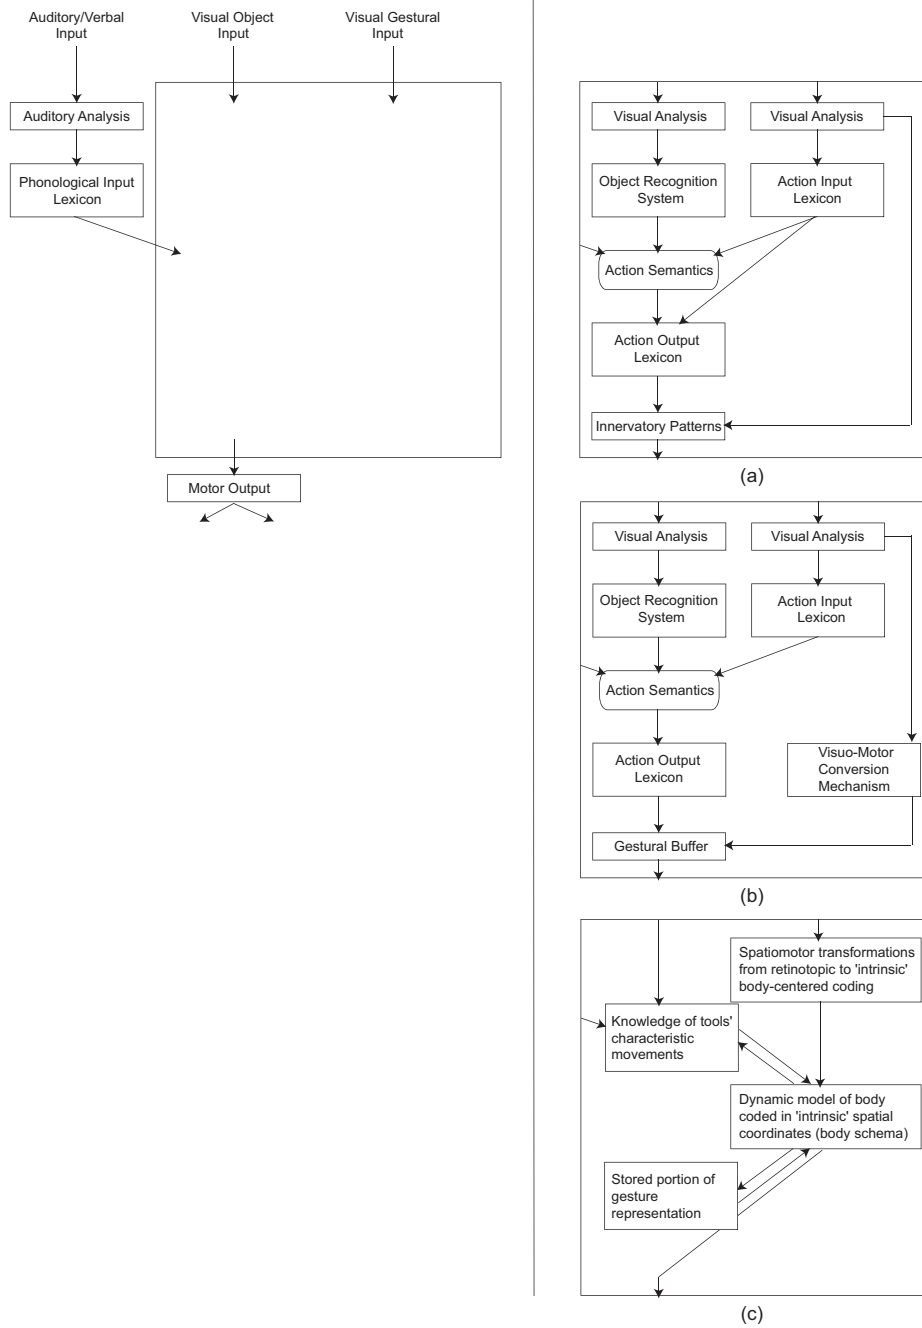 Auditory/Verbal
Input
Visual Object
Input
Visual Gestural
Input
Auditory Analysis
Phonological Input
Lexicon
Motor Output
Visual Analysis
Visual Analysis
Object Recognition
System
Action Input
Lexicon
Action Semantics
Action Output
Lexicon
Innervatory Patterns
(a)
Visual Analysis
Visual Analysis
Object Recognition
System
Action Input
Lexicon
Action Semantics
Action Output
Lexicon
Visuo-Motor
Conversion
Mechanism
Gestural Buffer
(b)
Spatiomotor transformations
from retinotopic to 'intrinsic'
body-centered coding
Knowledge of tools'
characteristic
movements
Dynamic model of body
coded in 'intrinsic' spatial
coordinates (body schema)
Stored portion of
gesture
representation
(c)